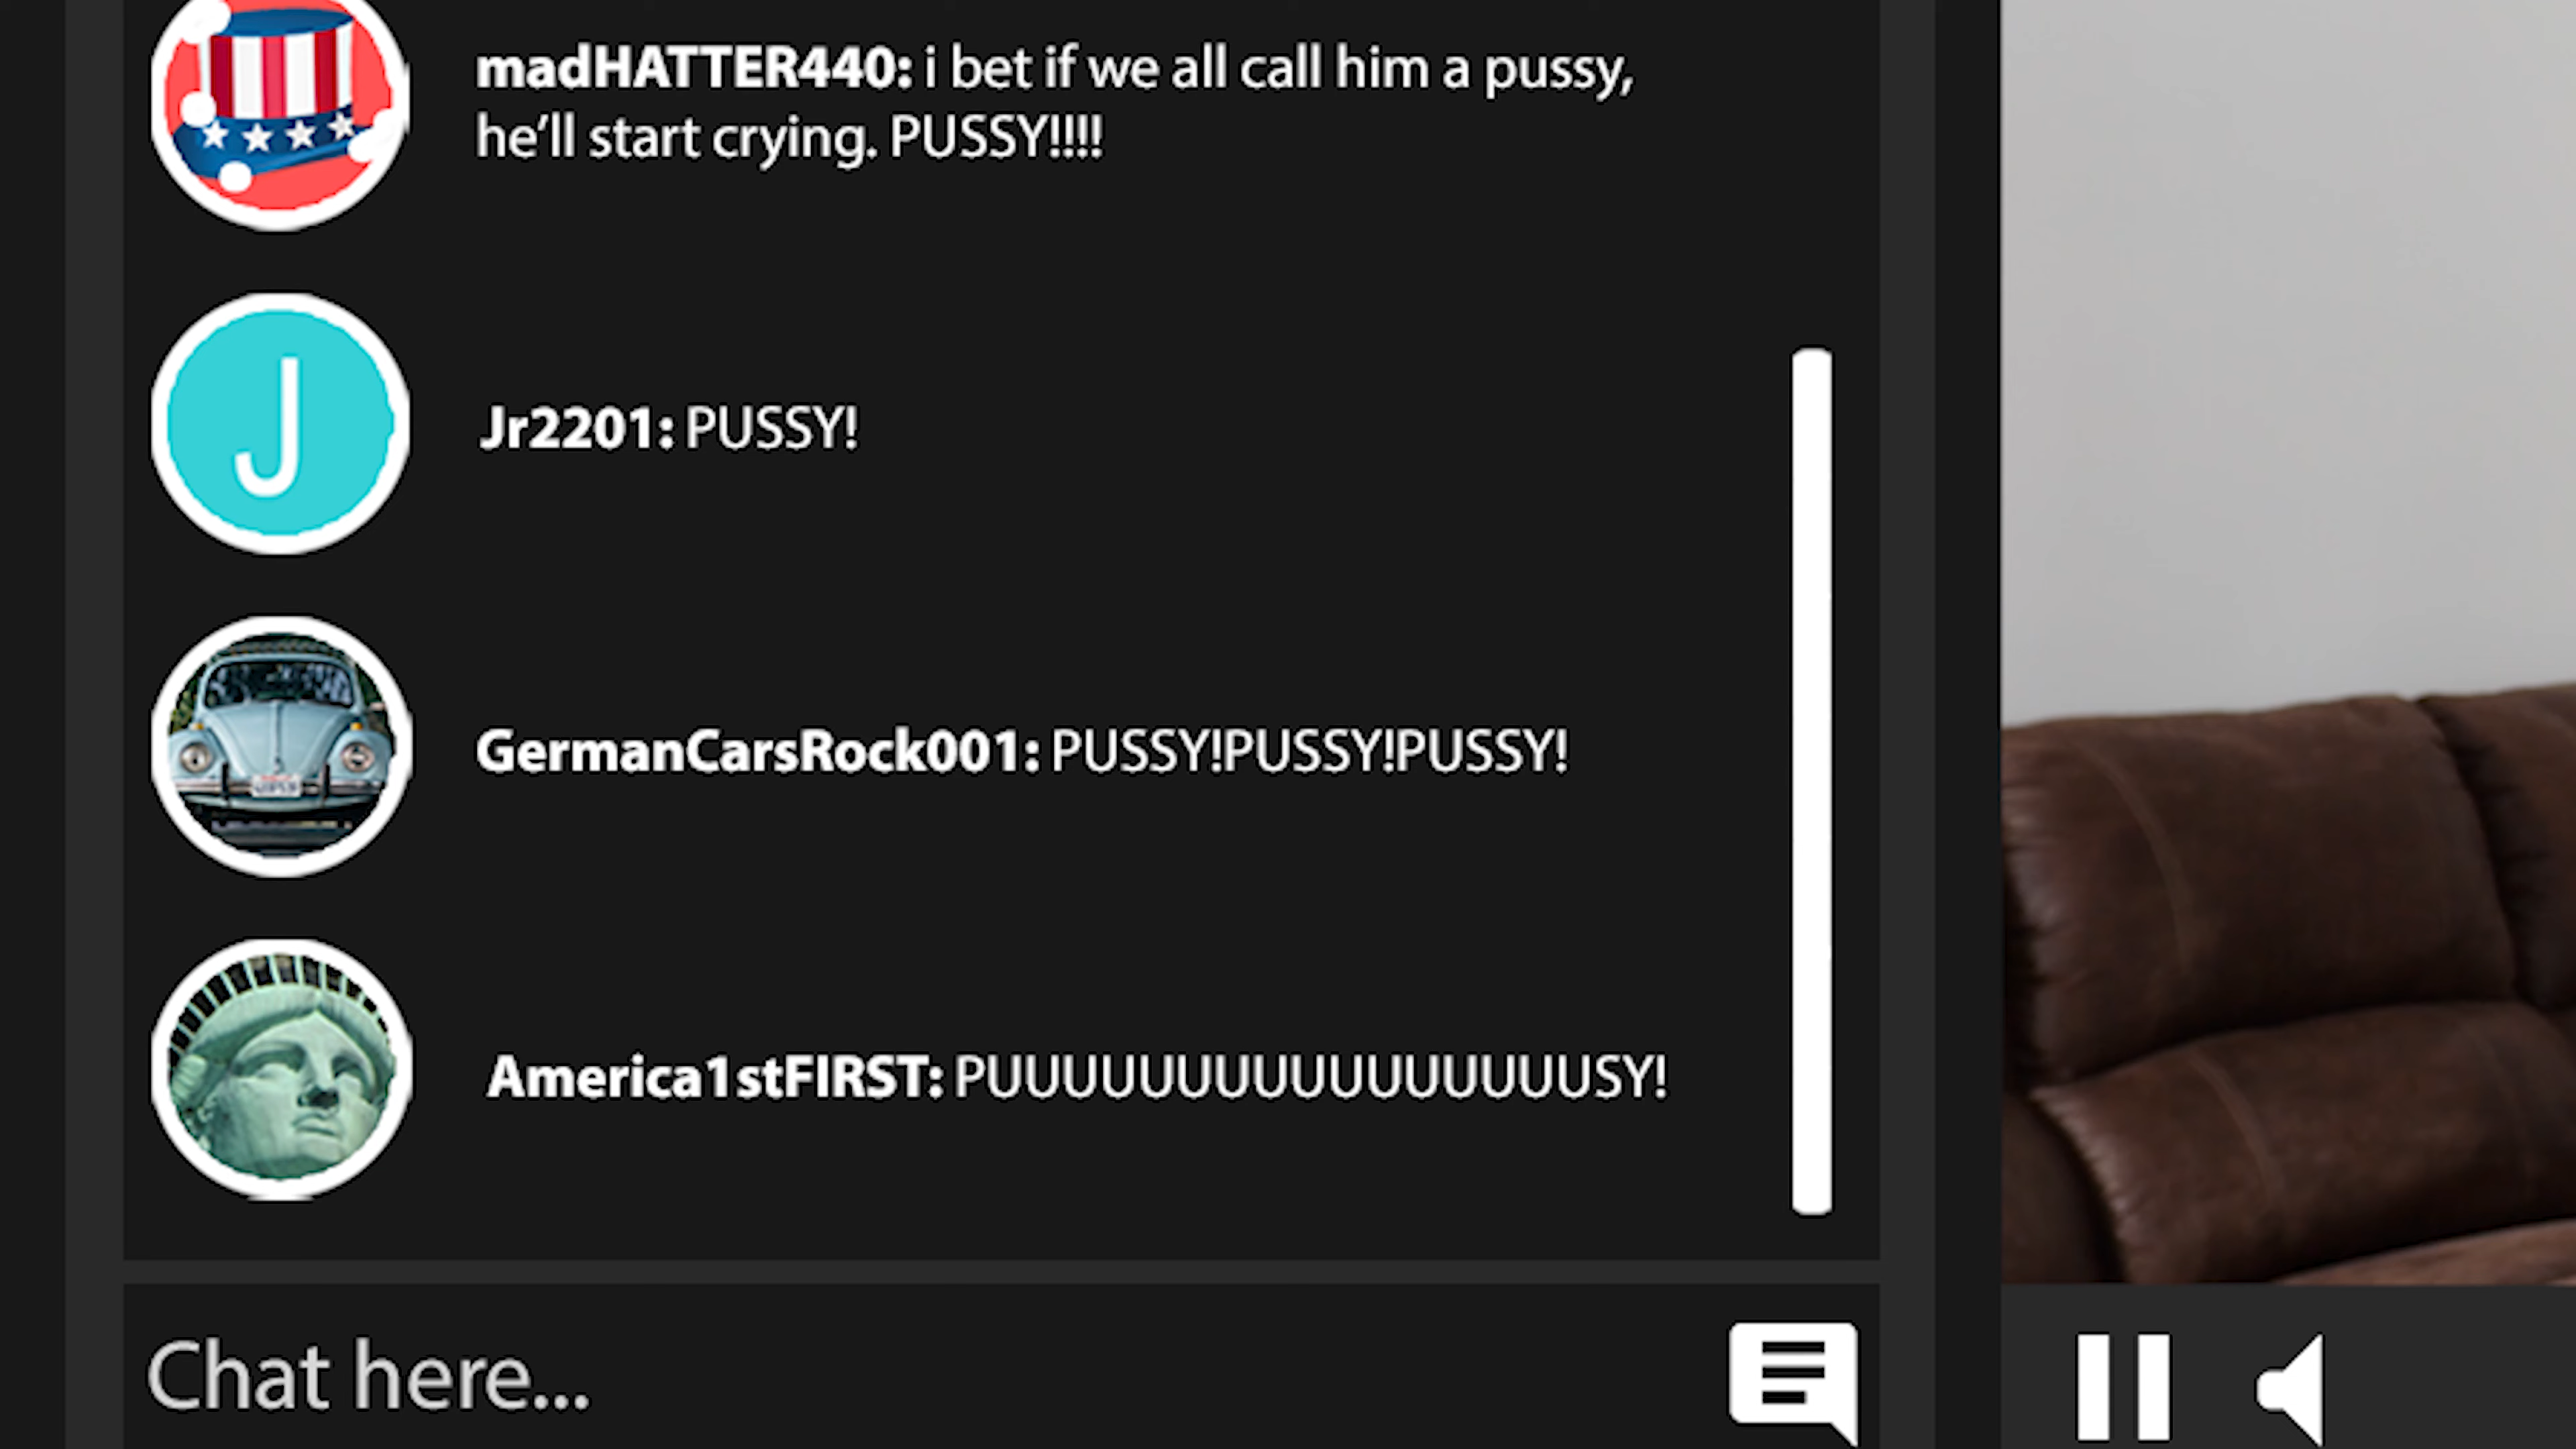 madHATTER440: i bet if we all call him a pussy,
he'll start crying. PUSSY!!!!
Jr2201: PUSSY!
GermanCarsRock001: PUSSY!PUSSY!PUSSY!
America1stFIRST: PUUUUUUUUUUUUUUUUSY!
Chat here...